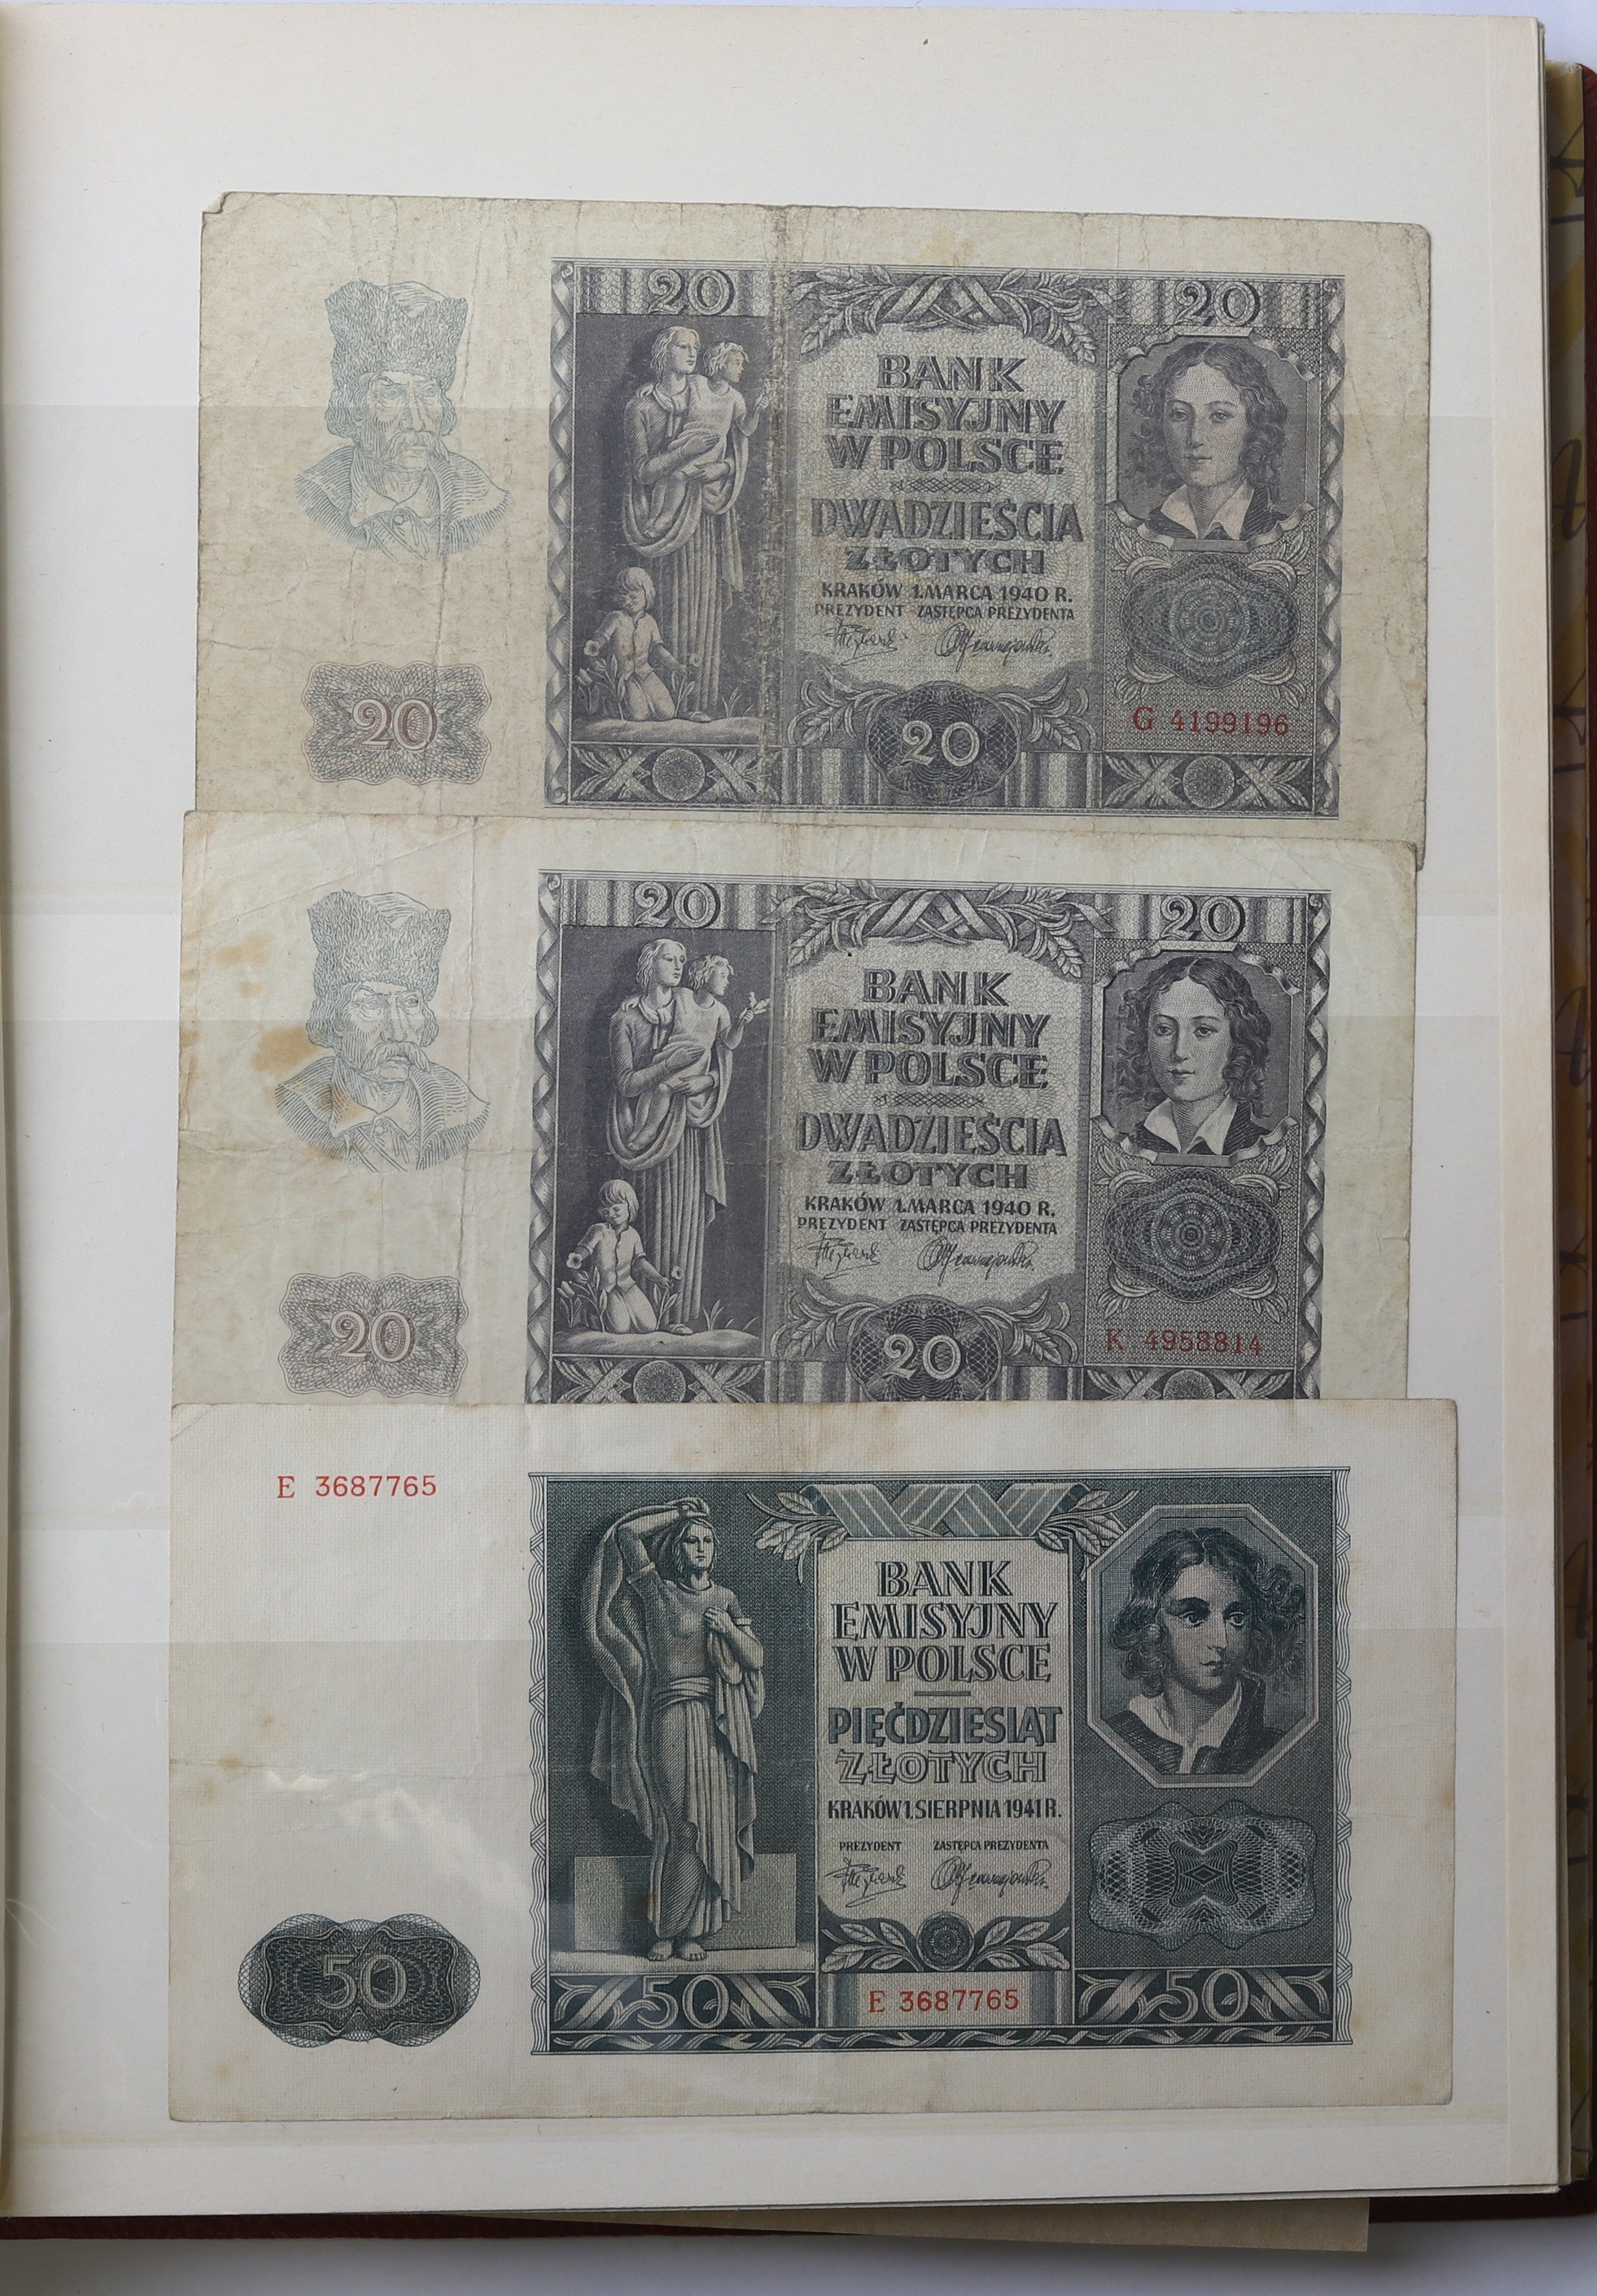 20 20
BANK
EMISYJNY
W POLSCE
DWADZIEŚCIA
ZŁOTYCH
KRAKÓW 1. MARCA 1940 R.
PREZYDENT ZASTĘPCA PREZYDENTA
20
20
G 4199196
20 20
BANK
EMISYJNY
W POLSCE
DWADZIEŚCIA
ZŁOTYCH
KRAKÓW 1. MARCA 1940 R.
PREZYDENT ZASTĘPCA PREZYDENTA
20
20
K 4958814
E 3687765
BANK
EMISYJNY
W POLSCE
PIĘĆDZIESIĄT
ZŁOTYCH
KRAKÓW 1. SIERPNIA 1941 R.
PREZYDENT ZASTĘPCA PREZYDENTA
50
50 E 3687765 50